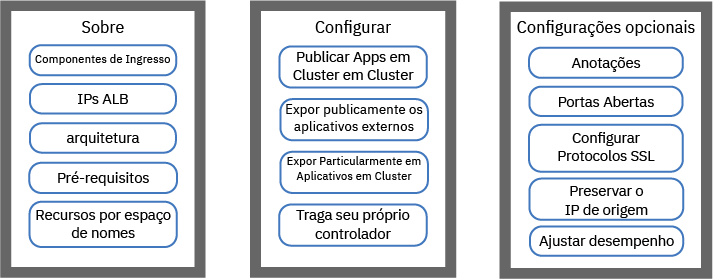 Sobre
Componentes de Ingresso
IPs ALB
arquitetura
Pré-requisitos
Recursos por espaço
de nomes
Configurar
Publicar Apps em
Cluster em Cluster
Expor publicamente os
aplicativos externos
Expor Particularmente em
Aplicativos em Cluster
Traga seu próprio
controlador
Configurações opcionais
Anotações
Portas Abertas
Configurar
Protocolos SSL
Preservar o
IP de origem
Ajustar desempenho